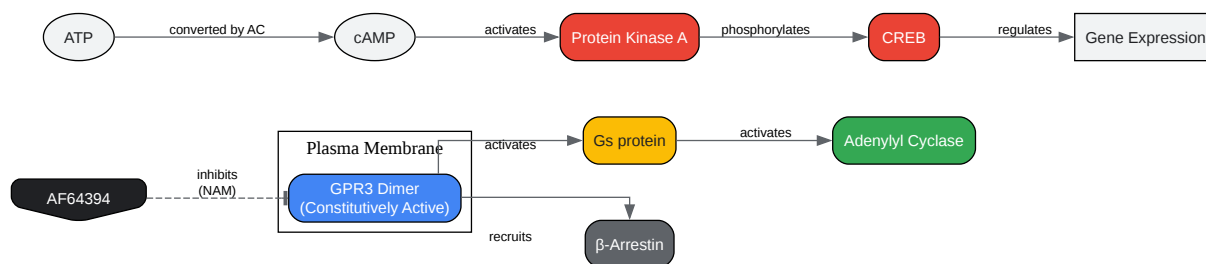 ATP
converted by AC
cAMP
activates
Protein Kinase A
phosphorylates
CREB
regulates
Gene Expression
Plasma Membrane
activates
Gs protein
activates
Adenylyl Cyclase
AF64394
inhibits
(NAM)
GPR3 Dimer
(Constitutively Active)
recruits
β-Arrestin